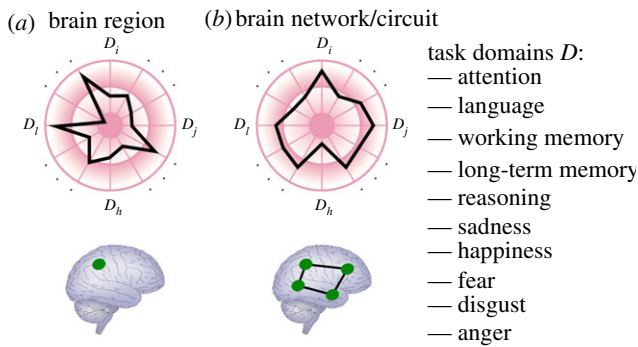 (a) brain region
(b) brain network/circuit
D_i
D_l
D_j
D_h
D_i
D_l
D_j
D_h
task domains D:
— attention
— language
— working memory
— long-term memory
— reasoning
— sadness
— happiness
— fear
— disgust
— anger